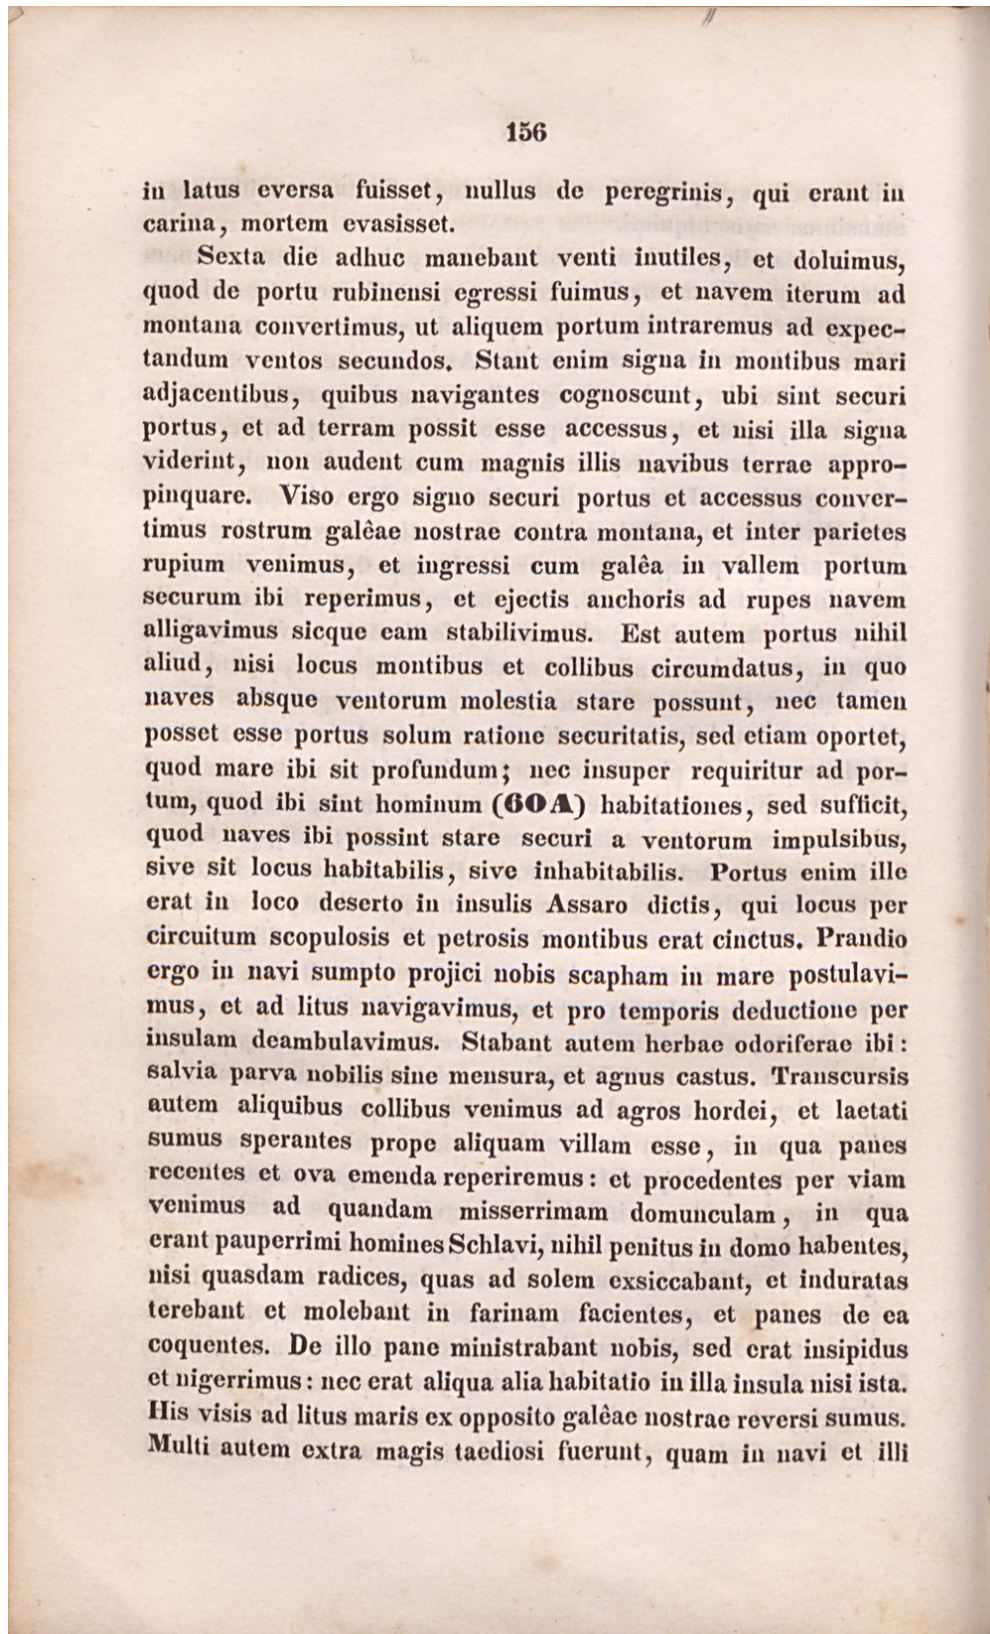 156
in latus eversa fuisset, nullus de peregrinis, qui erant in
carina, mortem evasisset.
Sexta die adhuc manebant venti inutiles, et doluimus,
quod de portu rubinensi egressi fuimus, et navem iterum ad
montana convertimus, ut aliquem portum intraremus ad expec-
tandum ventos secundos. Stant enim signa in montibus mari
adjacentibus, quibus navigantes cognoscunt, ubi sint securi
portus, et ad terram possit esse accessus, et nisi illa signa
viderint, non audent cum magnis illis navibus terrae appro-
pinquare. Viso ergo signo securi portus et accessus conver-
timus rostrum galêae nostrae contra montana, et inter parietes
rupium venimus, et ingressi cum galêa in vallem portum
securum ibi reperimus, et ejectis anchoris ad rupes navem
alligavimus sicque eam stabilivimus. Est autem portus nihil
aliud, nisi locus montibus et collibus circumdatus, in quo
naves absque ventorum molestia stare possunt, nec tamen
posset esse portus solum ratione securitatis, sed etiam oportet,
quod mare ibi sit profundum; nec insuper requiritur ad por-
tum, quod ibi sint hominum (60 A) habitationes, sed sufficit,
quod naves ibi possint stare securi a ventorum impulsibus,
sive sit locus habitabilis, sive inhabitabilis. Portus enim ille
erat in loco deserto in insulis Assaro dictis, qui locus per
circuitum scopulosis et petrosis montibus erat cinctus. Prandio
ergo in navi sumpto projici nobis scapham in mare postulavi-
mus, et ad litus navigavimus, et pro temporis deductione per
insulam deambulavimus. Stabant autem herbae odoriferae ibi:
salvia parva nobilis sine mensura, et agnus castus. Transcursis
autem aliquibus collibus venimus ad agros hordei, et laetati
sumus sperantes prope aliquam villam esse, in qua panes
recentes et ova emenda reperiremus: et procedentes per viam
venimus ad quandam misserrimam domunculam, in qua
erant pauperrimi homines Schlavi, nihil penitus in domo habentes,
nisi quasdam radices, quas ad solem exsiccabant, et induratas
terebant et molebant in farinam facientes, et panes de ea
coquentes. De illo pane ministrabant nobis, sed erat insipidus
et nigerrimus: nec erat aliqua alia habitatio in illa insula nisi ista.
His visis ad litus maris ex opposito galêae nostrae reversi sumus.
Multi autem extra magis taediosi fuerunt, quam in navi et illi